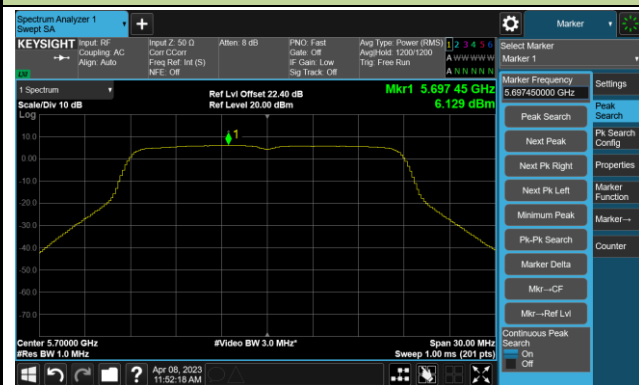 Spectrum Analyzer 1
Swept SA
Marker
KEYSIGHT
Input: RF
Coupling: AC
Align: Auto
Input Z: 50 Ω
Corr CCorr
Freq Ref: Int (S)
NFE: Off
Atten: 8 dB
PNO: Fast
Gate: Off
IF Gain: Low
Sig Track: Off
Avg Type: Power (RMS)
Avg|Hold: 1200/1200
Trig: Free Run
1 2 3 4 5 6
A W W W W W
A N N N N N
LXI
Select Marker
Marker 1
1 Spectrum
Scale/Div 10 dB
Log
Ref Lvl Offset 22.40 dB
Ref Level 20.00 dBm
Mkr1 5.697 45 GHz
6.129 dBm
1
10.0
0.00
-10.0
-20.0
-30.0
-40.0
-50.0
-60.0
-70.0
Center 5.70000 GHz
#Res BW 1.0 MHz
#Video BW 3.0 MHz*
Span 30.00 MHz
Sweep 1.00 ms (201 pts)
Marker Frequency
5.697450000 GHz
Peak Search
Next Peak
Next Pk Right
Next Pk Left
Minimum Peak
Pk-Pk Search
Marker Delta
Mkr→CF
Mkr→Ref Lvl
Continuous Peak
Search
On
Off
Settings
Peak
Search
Pk Search
Config
Properties
Marker
Function
Marker→
Counter
?
Apr 08, 2023
11:52:18 AM